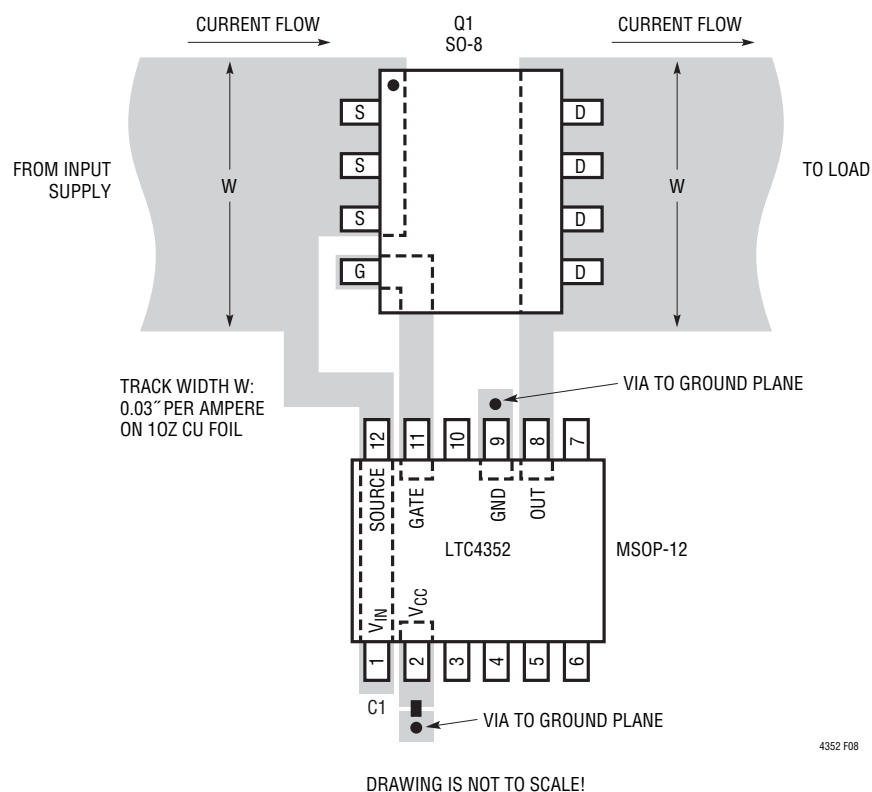 CURRENT FLOW
Q1
SO-8
CURRENT FLOW
S
S
S
G
D
D
D
D
FROM INPUT
SUPPLY
W
W
TO LOAD
TRACK WIDTH W:
0.03˝ PER AMPERE
ON 1OZ CU FOIL
VIA TO GROUND PLANE
12
11
10
9
8
7
SOURCE
GATE
GND
OUT
LTC4352
MSOP-12
VIN
VCC
1
2
3
4
5
6
C1
VIA TO GROUND PLANE
4352 F08
DRAWING IS NOT TO SCALE!